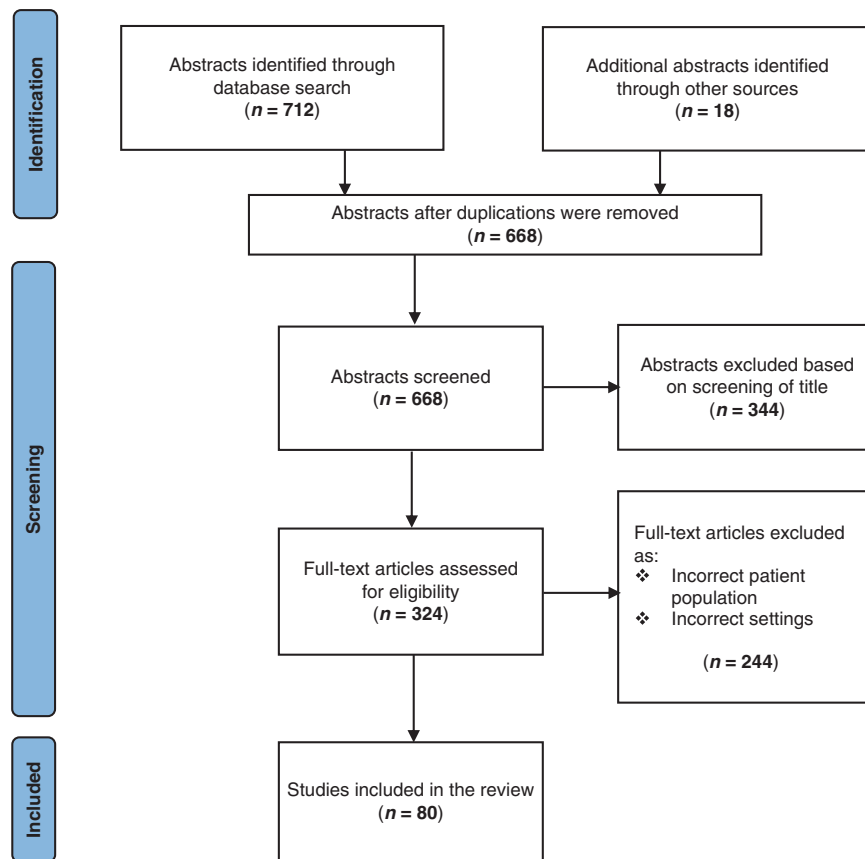 Identification
Abstracts identified through
database search
(n = 712)
Additional abstracts identified
through other sources
(n = 18)
Abstracts after duplications were removed
(n = 668)
Screening
Abstracts screened
(n = 668)
Abstracts excluded based
on screening of title
(n = 344)
Full-text articles assessed
for eligibility
(n = 324)
Full-text articles excluded
as:
❖ Incorrect patient
population
❖ Incorrect settings
(n = 244)
Included
Studies included in the review
(n = 80)